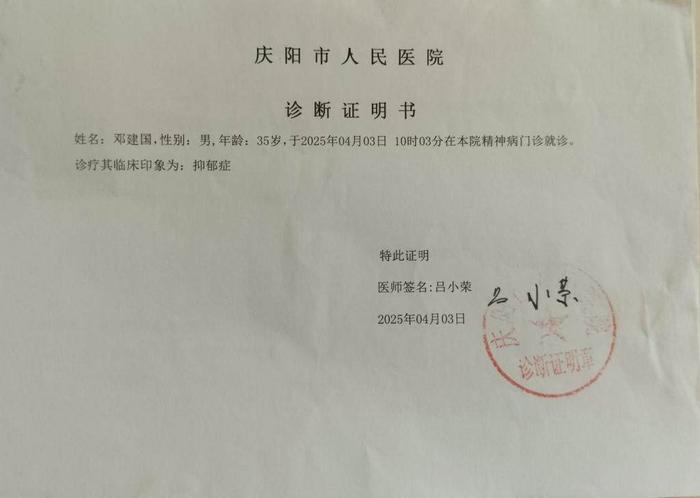 庆阳市人民医院
诊断证明书
姓名：邓建国，性别：男，年龄：35岁，于2025年04月03日 10时03分在本院精神病门诊就诊。
诊疗其临床印象为：抑郁症
特此证明
医师签名:吕小荣
吕小荣
2025年04月03日
庆
院
诊断证明章